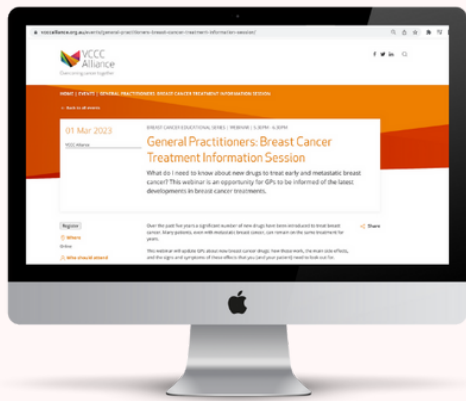 vcccalliance.org.au/events/general-practitioners-breast-cancer-treatment-information-session/
VCCC
Alliance
Overcoming cancer together
HOME | EVENTS | GENERAL PRACTITIONERS: BREAST CANCER TREATMENT INFORMATION SESSION
← Back to all events
01 Mar 2023
VCCC Alliance
BREAST CANCER EDUCATIONAL SERIES | WEBINAR | 5.30PM - 6.30PM
General Practitioners: Breast Cancer
Treatment Information Session
What do I need to know about new drugs to treat early and metastatic breast
cancer? This webinar is an opportunity for GPs to be informed of the latest
developments in breast cancer treatments.
Register
Where
Online
Who should attend
Over the past five years a significant number of new drugs have been introduced to treat breast
cancer. Many patients, even with metastatic breast cancer, can remain on the same treatment for
years.
This webinar will update GPs about new breast cancer drugs, how these work, the main side effects,
and the signs and symptoms of these effects that you (and your patient) need to look out for.
Share